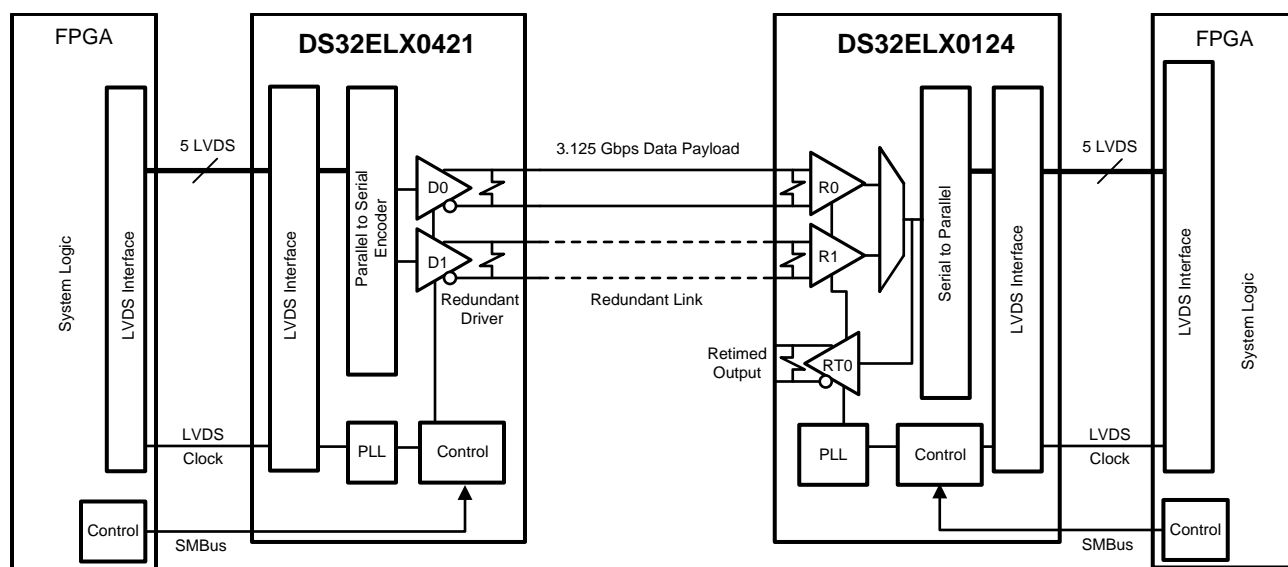 FPGA
DS32ELX0421
DS32ELX0124
FPGA
System Logic
LVDS Interface
5 LVDS
LVDS Interface
Parallel to Serial
Encoder
D0
D1
3.125 Gbps Data Payload
Redundant
Driver
Redundant Link
R0
R1
Retimed
Output
RT0
Serial to Parallel
LVDS Interface
5 LVDS
LVDS Interface
System Logic
LVDS
Clock
PLL
Control
PLL
Control
LVDS
Clock
Control
SMBus
SMBus
Control